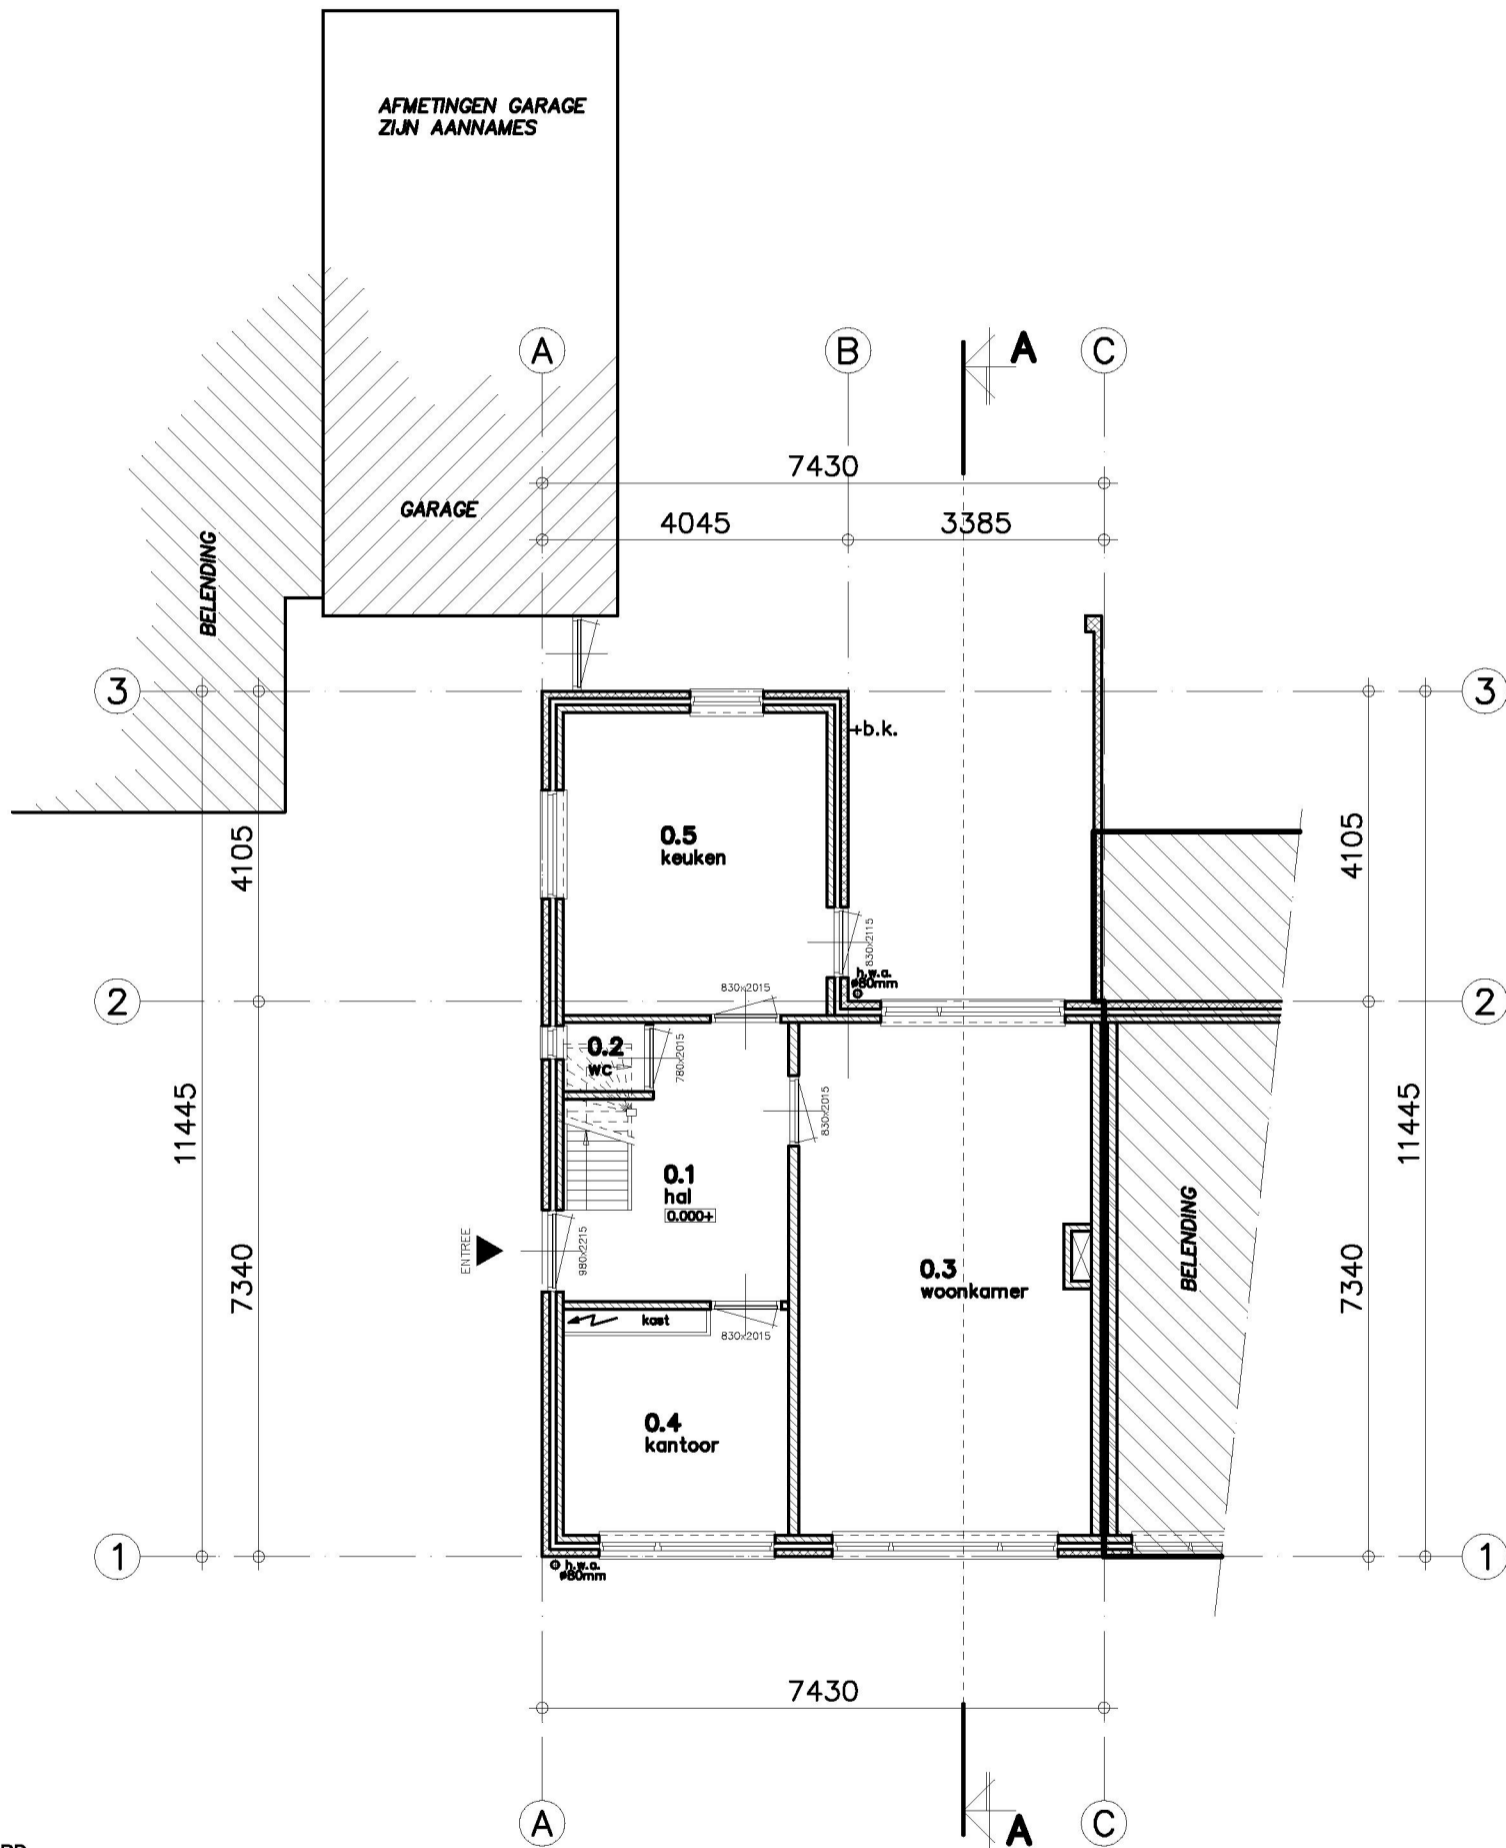 AFMETINGEN GARAGE
ZIJN AANNAMES
A
B
A
C
7430
GARAGE
4045
3385
BELENDING
3
3
+b.k.
4105
0.5
keuken
4105
830x2115
h.w.a.
ø80mm
830x2015
2
2
0.2
wc
780x2015
830x2015
11445
0.1
hal
0.000+
11445
BELENDING
ENTREE
980x2215
7340
0.3
woonkamer
7340
kast
830x2015
0.4
kantoor
1
1
h.w.a.
ø80mm
7430
A
A
C